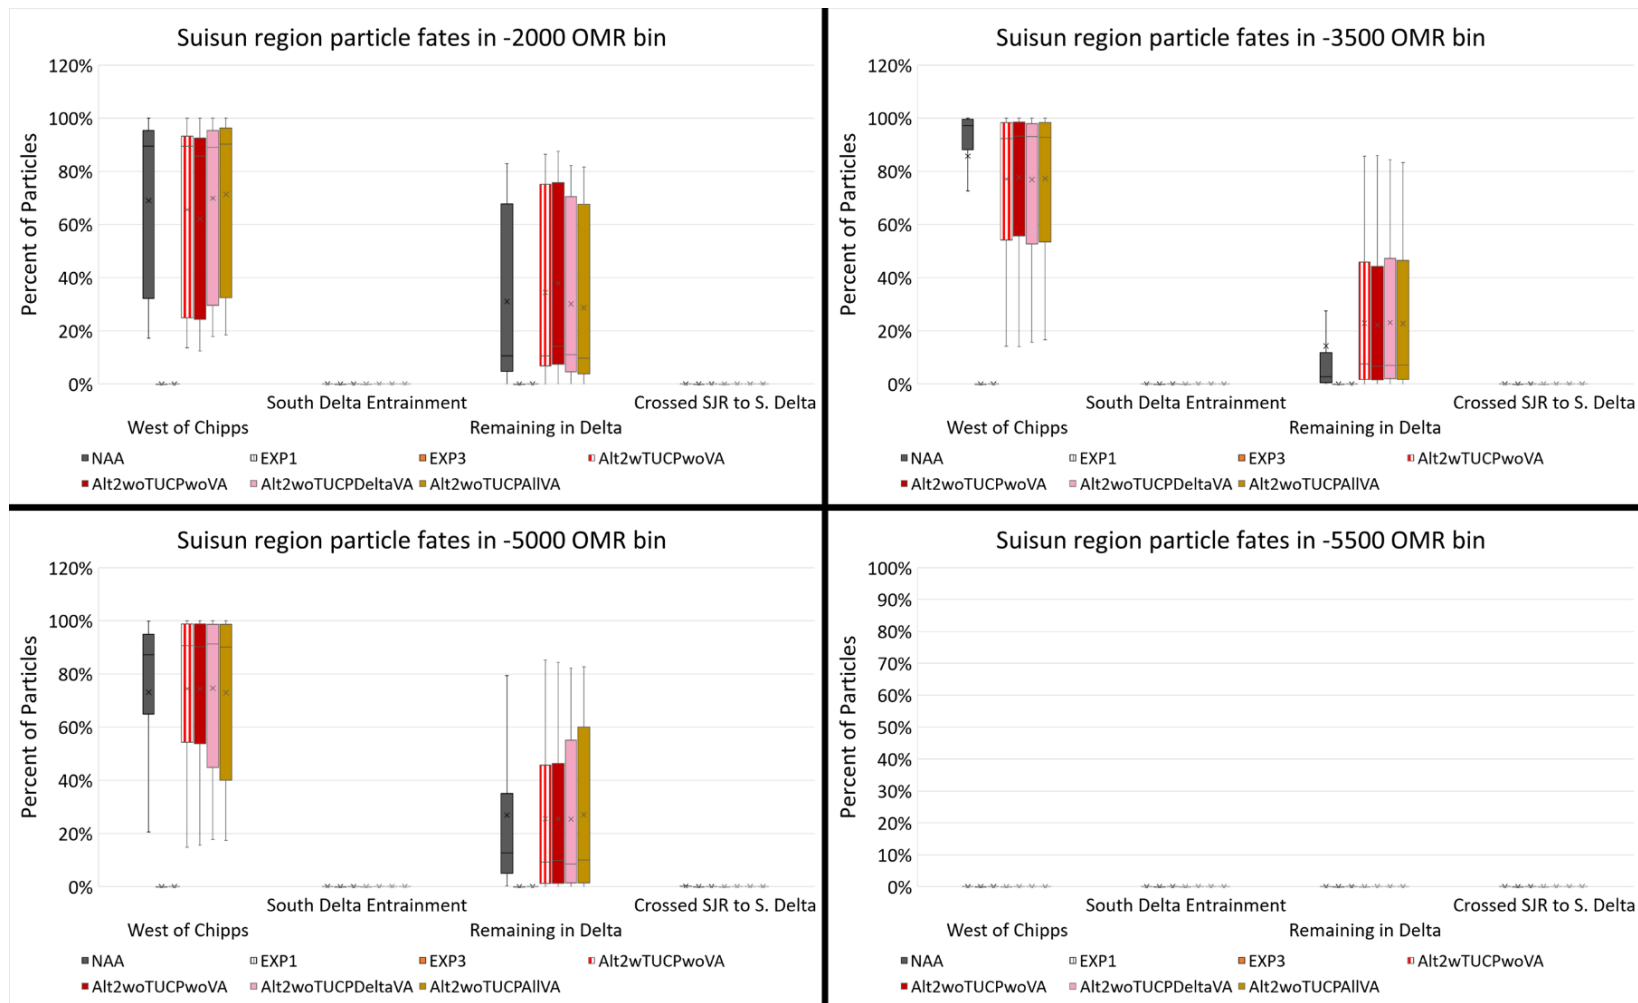 Suisun region particle fates in -2000 OMR bin
120%
100%
80%
60%
40%
20%
0%
Percent of Particles
South Delta Entrainment
Crossed SJR to S. Delta
West of Chipps
Remaining in Delta
NAA
EXP1
EXP3
Alt2wTUCPwoVA
Alt2woTUCPwoVA
Alt2woTUCPDeltaVA
Alt2woTUCPAllVA
Suisun region particle fates in -3500 OMR bin
120%
100%
80%
60%
40%
20%
0%
Percent of Particles
South Delta Entrainment
Crossed SJR to S. Delta
West of Chipps
Remaining in Delta
NAA
EXP1
EXP3
Alt2wTUCPwoVA
Alt2woTUCPwoVA
Alt2woTUCPDeltaVA
Alt2woTUCPAllVA
Suisun region particle fates in -5000 OMR bin
120%
100%
80%
60%
40%
20%
0%
Percent of Particles
South Delta Entrainment
Crossed SJR to S. Delta
West of Chipps
Remaining in Delta
NAA
EXP1
EXP3
Alt2wTUCPwoVA
Alt2woTUCPwoVA
Alt2woTUCPDeltaVA
Alt2woTUCPAllVA
Suisun region particle fates in -5500 OMR bin
100%
90%
80%
70%
60%
50%
40%
30%
20%
10%
0%
Percent of Particles
South Delta Entrainment
Crossed SJR to S. Delta
West of Chipps
Remaining in Delta
NAA
EXP1
EXP3
Alt2wTUCPwoVA
Alt2woTUCPwoVA
Alt2woTUCPDeltaVA
Alt2woTUCPAllVA